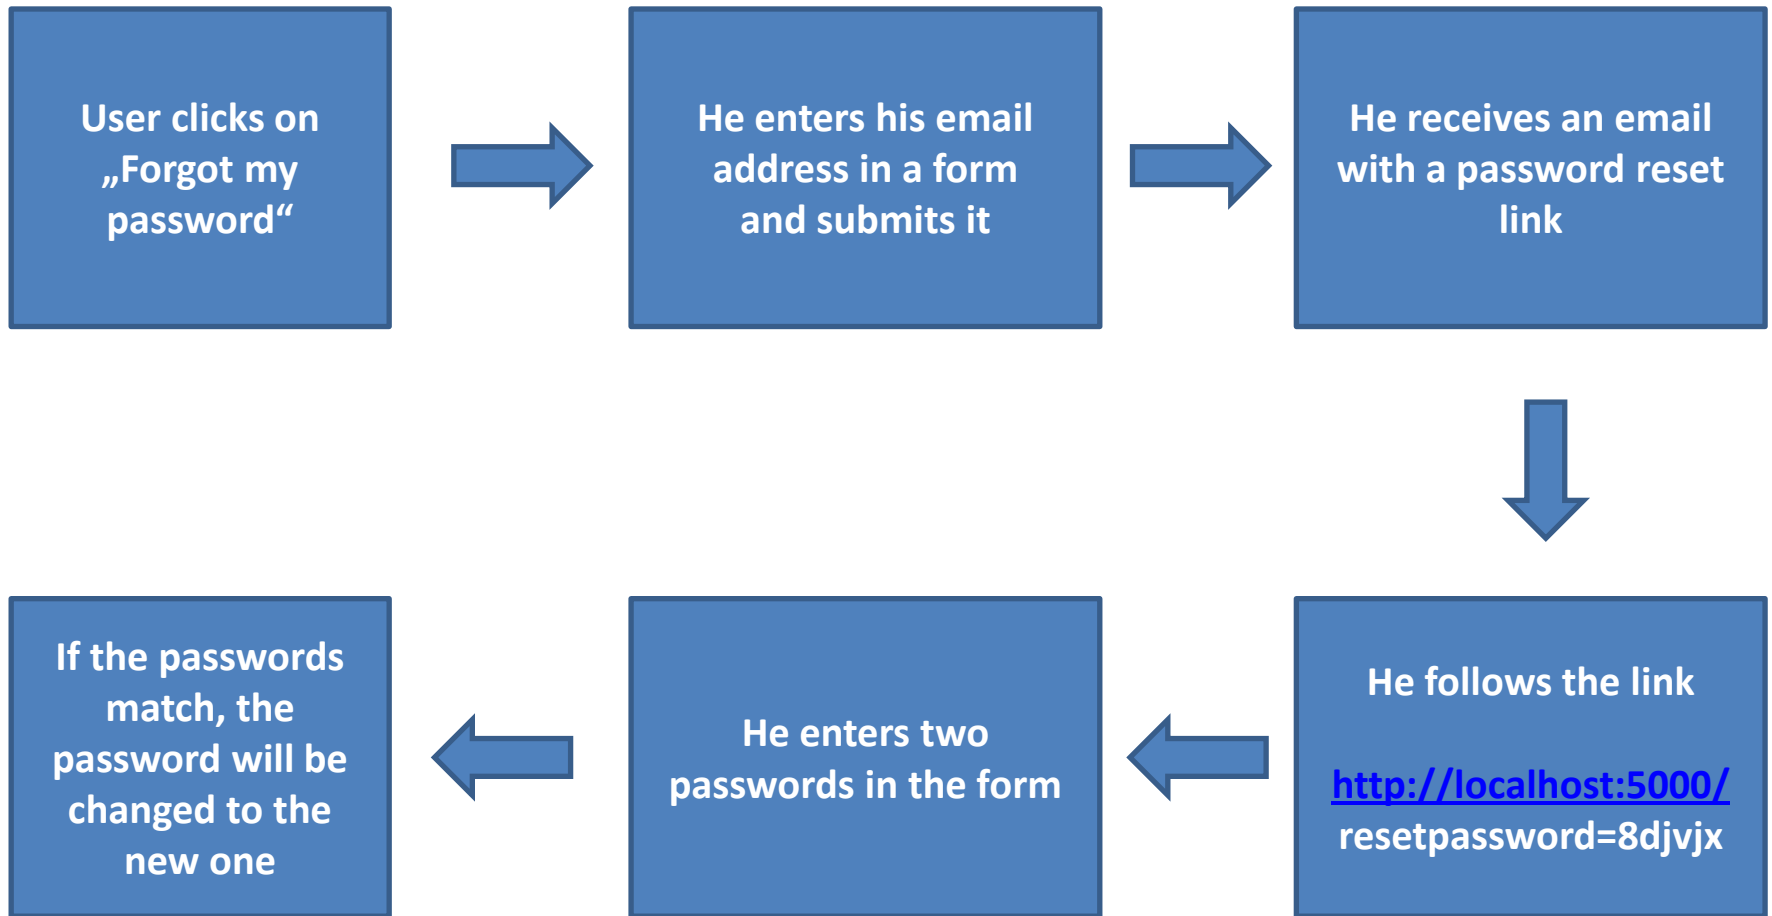 User clicks on
„Forgot my
password“
He enters his email
address in a form
and submits it
He receives an email
with a password reset
link
He follows the link
http://localhost:5000/
resetpassword=8djvjx
He enters two
passwords in the form
If the passwords
match, the
password will be
changed to the
new one